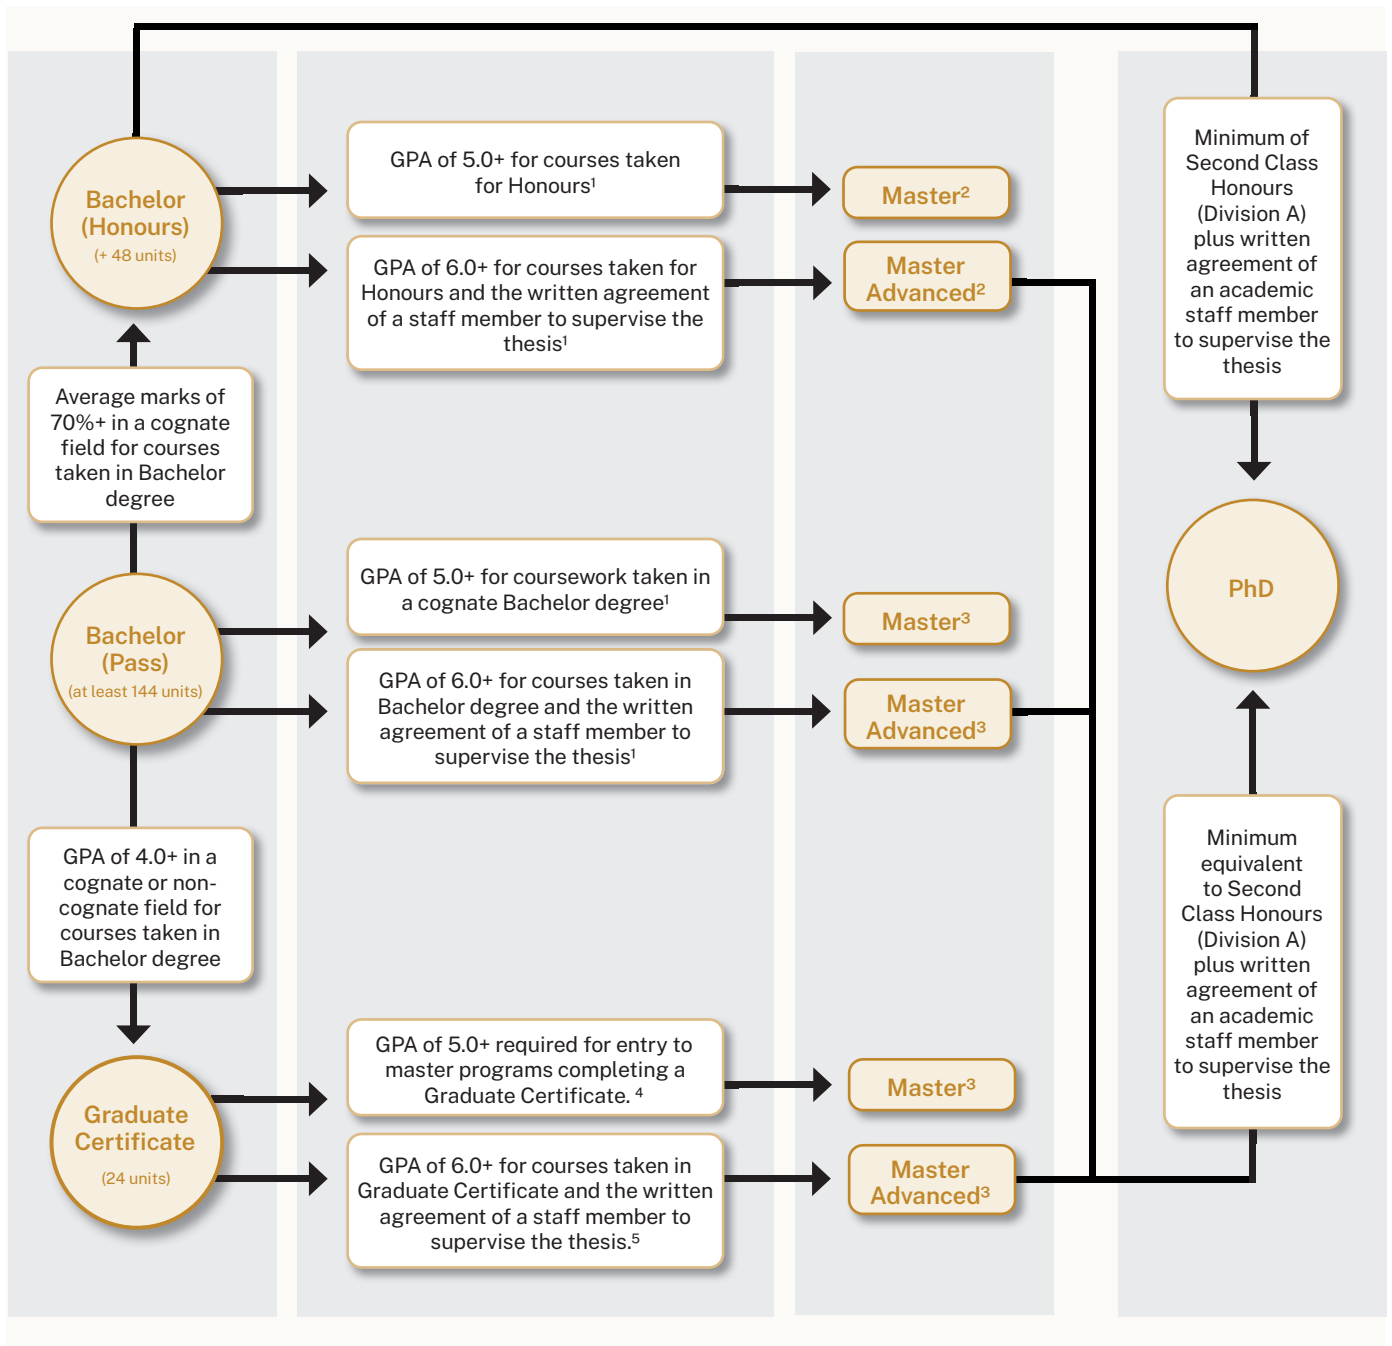 Bachelor
(Honours)
(+ 48 units)
GPA of 5.0+ for courses taken
for Honours¹
Master²
GPA of 6.0+ for courses taken for
Honours and the written agreement
of a staff member to supervise the
thesis¹
Master
Advanced²
Minimum of
Second Class
Honours
(Division A)
plus written
agreement of
an academic
staff member
to supervise the
thesis
Average marks of
70%+ in a cognate
field for courses
taken in Bachelor
degree
PhD
Bachelor
(Pass)
(at least 144 units)
GPA of 5.0+ for coursework taken in
a cognate Bachelor degree¹
Master³
GPA of 6.0+ for courses taken in
Bachelor degree and the written
agreement of a staff member to
supervise the thesis¹
Master
Advanced³
GPA of 4.0+ in a
cognate or non-
cognate field for
courses taken in
Bachelor degree
Minimum
equivalent
to Second
Class Honours
(Division A)
plus written
agreement of
an academic
staff member
to supervise the
thesis
Graduate
Certificate
(24 units)
GPA of 5.0+ required for entry to
master programs completing a
Graduate Certificate. ⁴
Master³
GPA of 6.0+ for courses taken in
Graduate Certificate and the written
agreement of a staff member to
supervise the thesis.⁵
Master
Advanced³